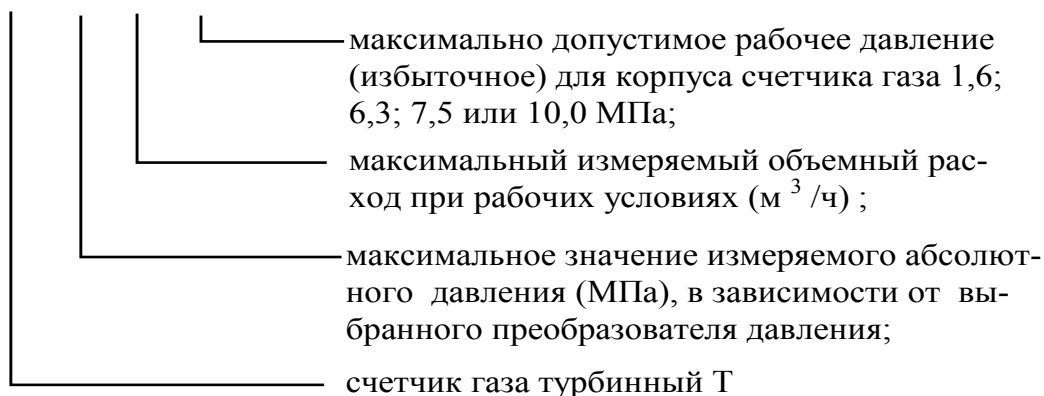 максимально допустимое рабочее давление
(избыточное) для корпуса счетчика газа 1,6;
6,3; 7,5 или 10,0 МПа;
максимальный измеряемый объемный рас-
ход при рабочих условиях (м ³ /ч) ;
максимальное значение измеряемого абсолют-
ного давления (МПа), в зависимости от вы-
бранного преобразователя давления;
счетчик газа турбинный Т